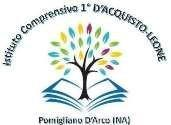 Istituto Comprensivo 1° D'ACQUISTO-LEONE
Pomigliano D'Arco (NA)